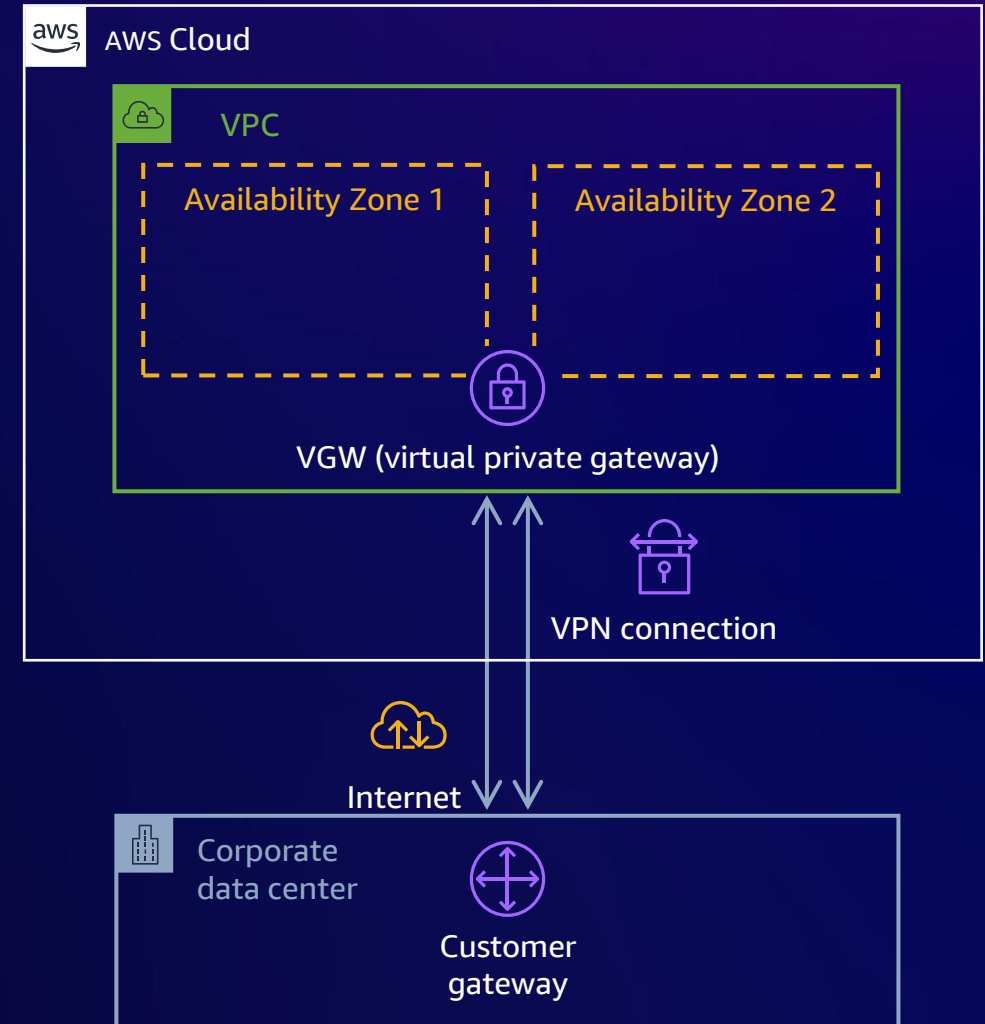 aws
AWS Cloud
VPC
Availability Zone 1
Availability Zone 2
VGW (virtual private gateway)
VPN connection
Internet
Corporate
data center
Customer
gateway